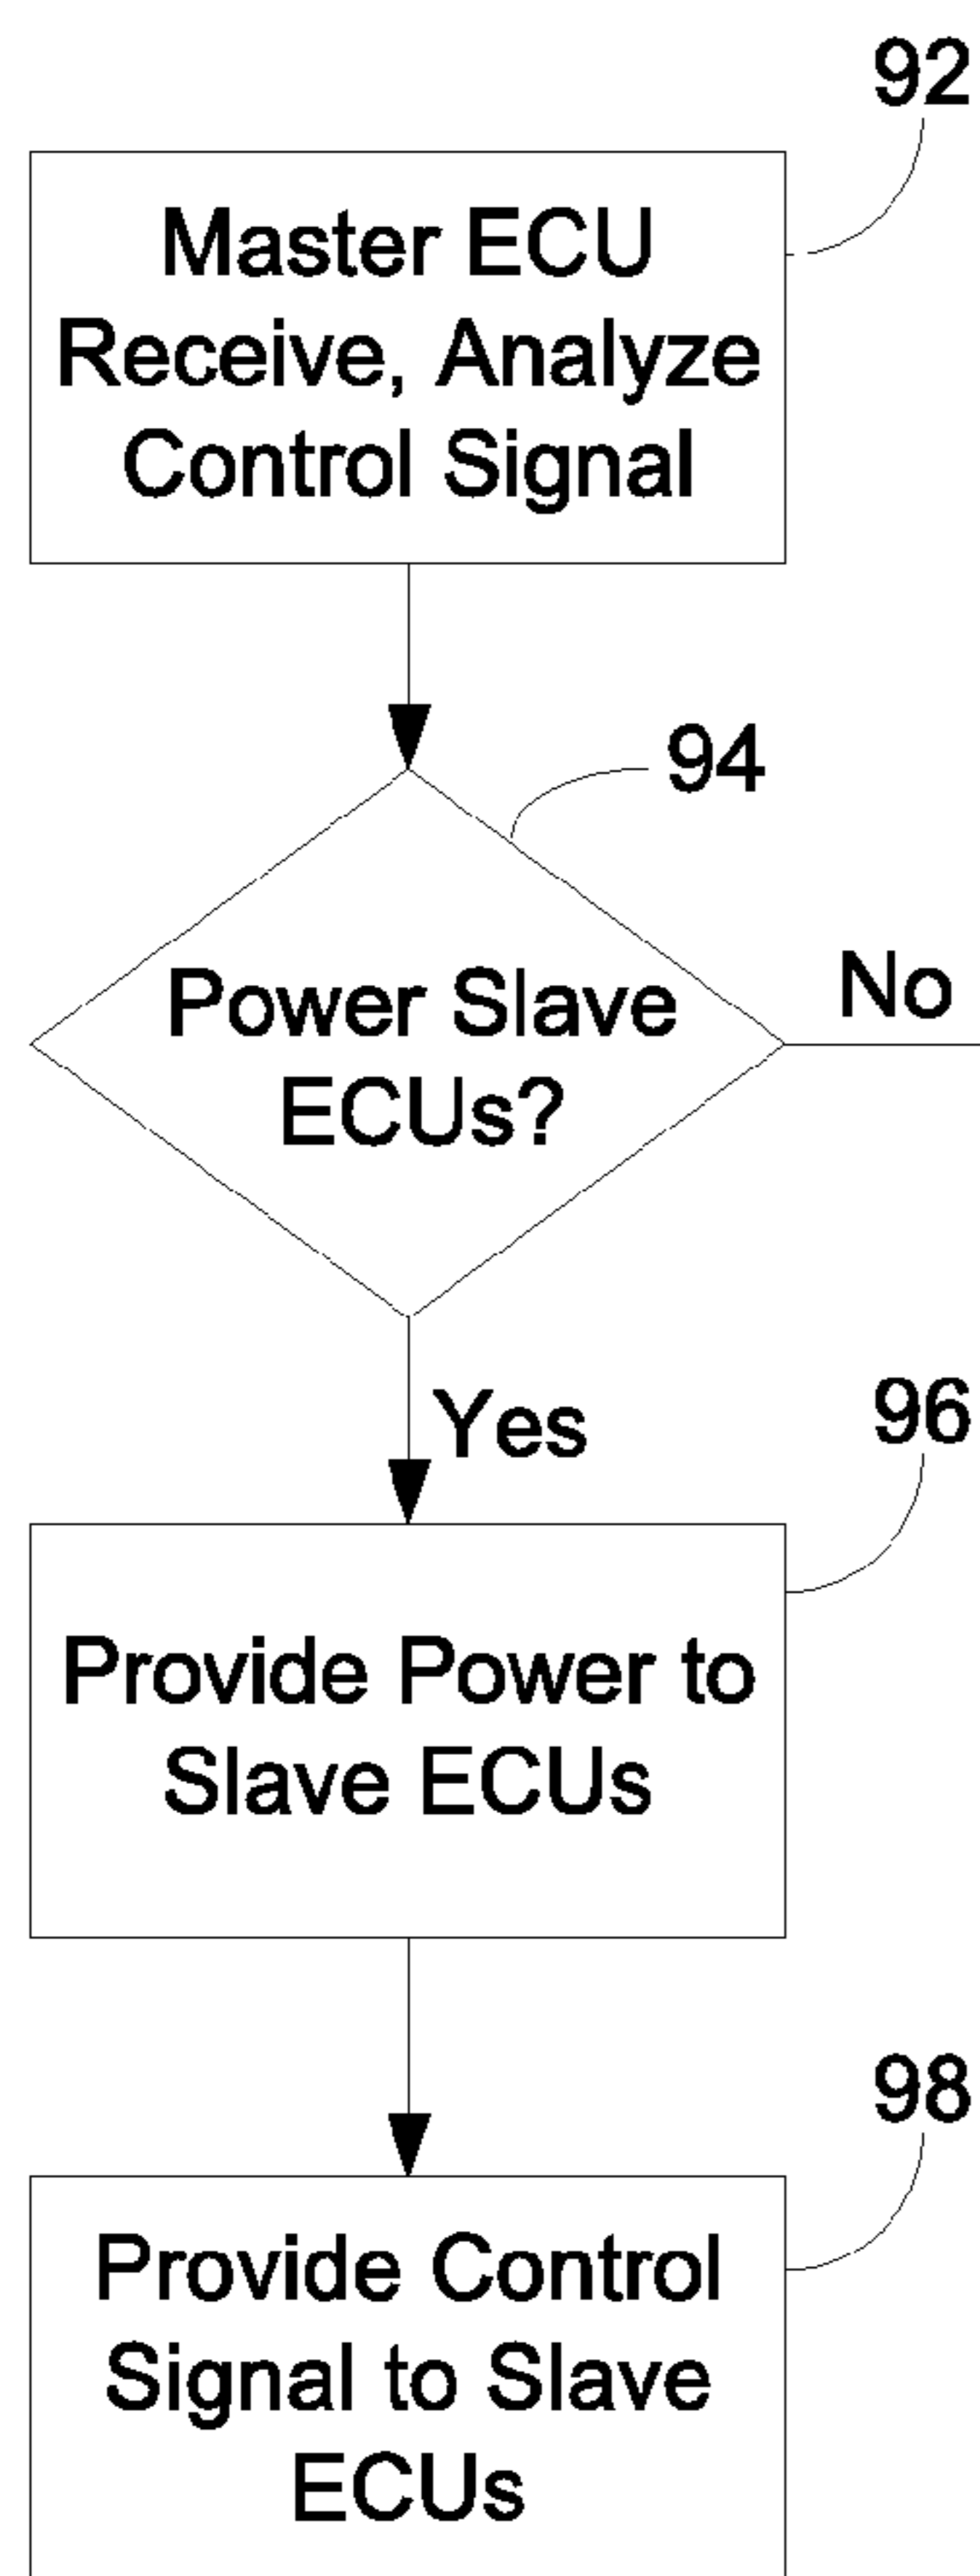 92
Master ECU
Receive, Analyze
Control Signal
94
Power Slave
ECUs?
No
Yes
96
Provide Power to
Slave ECUs
98
Provide Control
Signal to Slave
ECUs